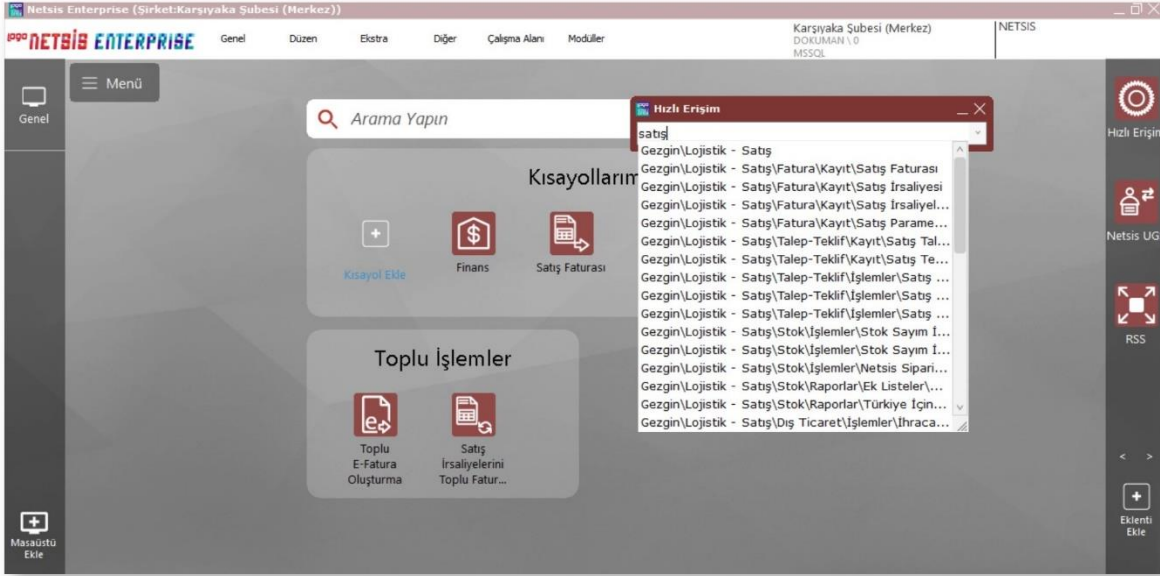 Netsis Enterprise (Şirket:Karşıyaka Şubesi (Merkez))
LOGO NETSİS ENTERPRISE
Genel Düzen Ekstra Diğer Çalışma Alanı Modüller
Karşıyaka Şubesi (Merkez)
DOKUMAN \ 0
MSSQL
NETSIS
Genel
Menü
Arama Yapın
Kısayollarım
Kısayol Ekle
Finans
Satış Faturası
Toplu İşlemler
Toplu
E-Fatura
Oluşturma
Satış
İrsaliyelerini
Toplu Fatur...
Hızlı Erişim
satış
Gezgin\Lojistik - Satış
Gezgin\Lojistik - Satış\Fatura\Kayıt\Satış Faturası
Gezgin\Lojistik - Satış\Fatura\Kayıt\Satış İrsaliyesi
Gezgin\Lojistik - Satış\Fatura\Kayıt\Satış İrsaliyel...
Gezgin\Lojistik - Satış\Fatura\Kayıt\Satış Parame...
Gezgin\Lojistik - Satış\Talep-Teklif\Kayıt\Satış Tal...
Gezgin\Lojistik - Satış\Talep-Teklif\Kayıt\Satış Te...
Gezgin\Lojistik - Satış\Talep-Teklif\İşlemler\Satış ...
Gezgin\Lojistik - Satış\Talep-Teklif\İşlemler\Satış ...
Gezgin\Lojistik - Satış\Talep-Teklif\İşlemler\Satış ...
Gezgin\Lojistik - Satış\Stok\İşlemler\Stok Sayım İ...
Gezgin\Lojistik - Satış\Stok\İşlemler\Stok Sayım İ...
Gezgin\Lojistik - Satış\Stok\İşlemler\Netsis Sipari...
Gezgin\Lojistik - Satış\Stok\Raporlar\Ek Listeler\...
Gezgin\Lojistik - Satış\Stok\Raporlar\Türkiye İçin...
Gezgin\Lojistik - Satış\Dış Ticaret\İşlemler\İhraca...
Hızlı Erişim
Netsis UG
RSS
Eklenti
Ekle
Masaüstü
Ekle